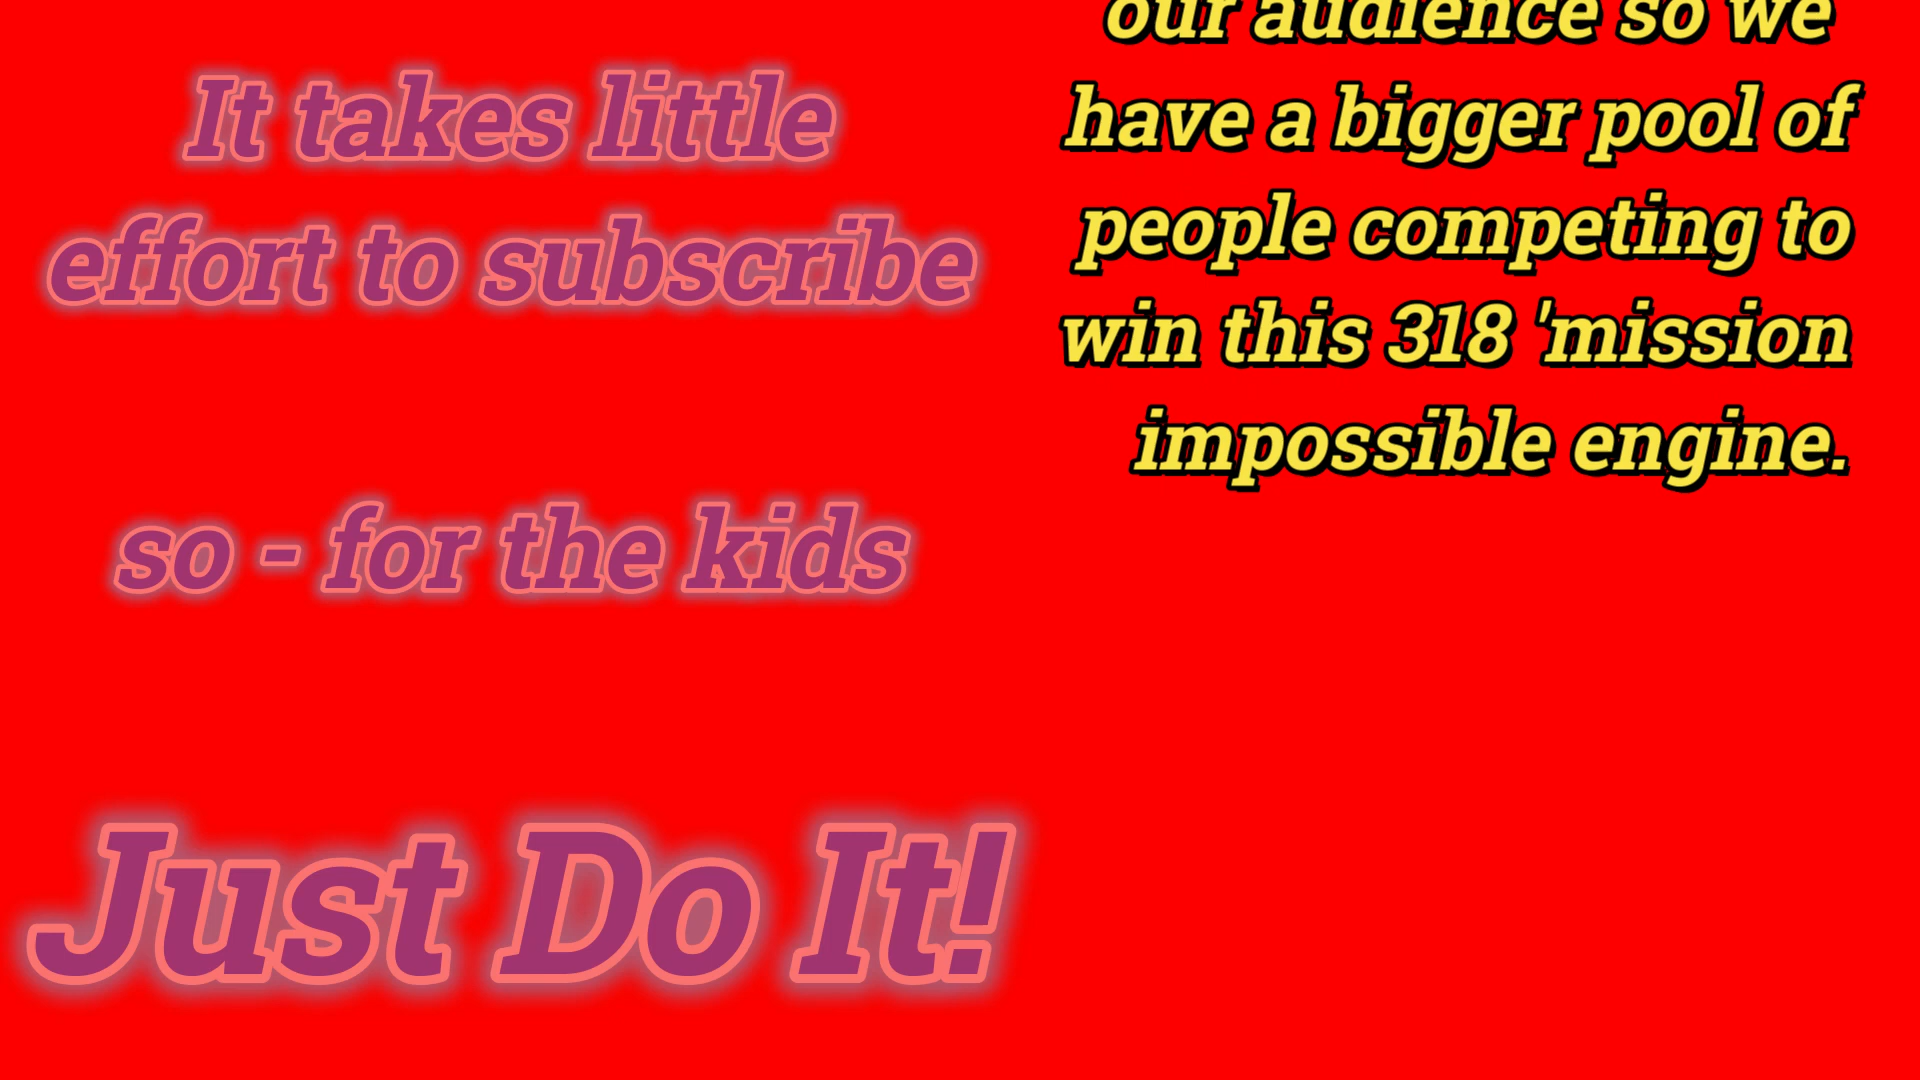 It takes little
effort to subscribe
so - for the kids
Just Do It!
our audience so we
have a bigger pool of
people competing to
win this 318 'mission
impossible engine.